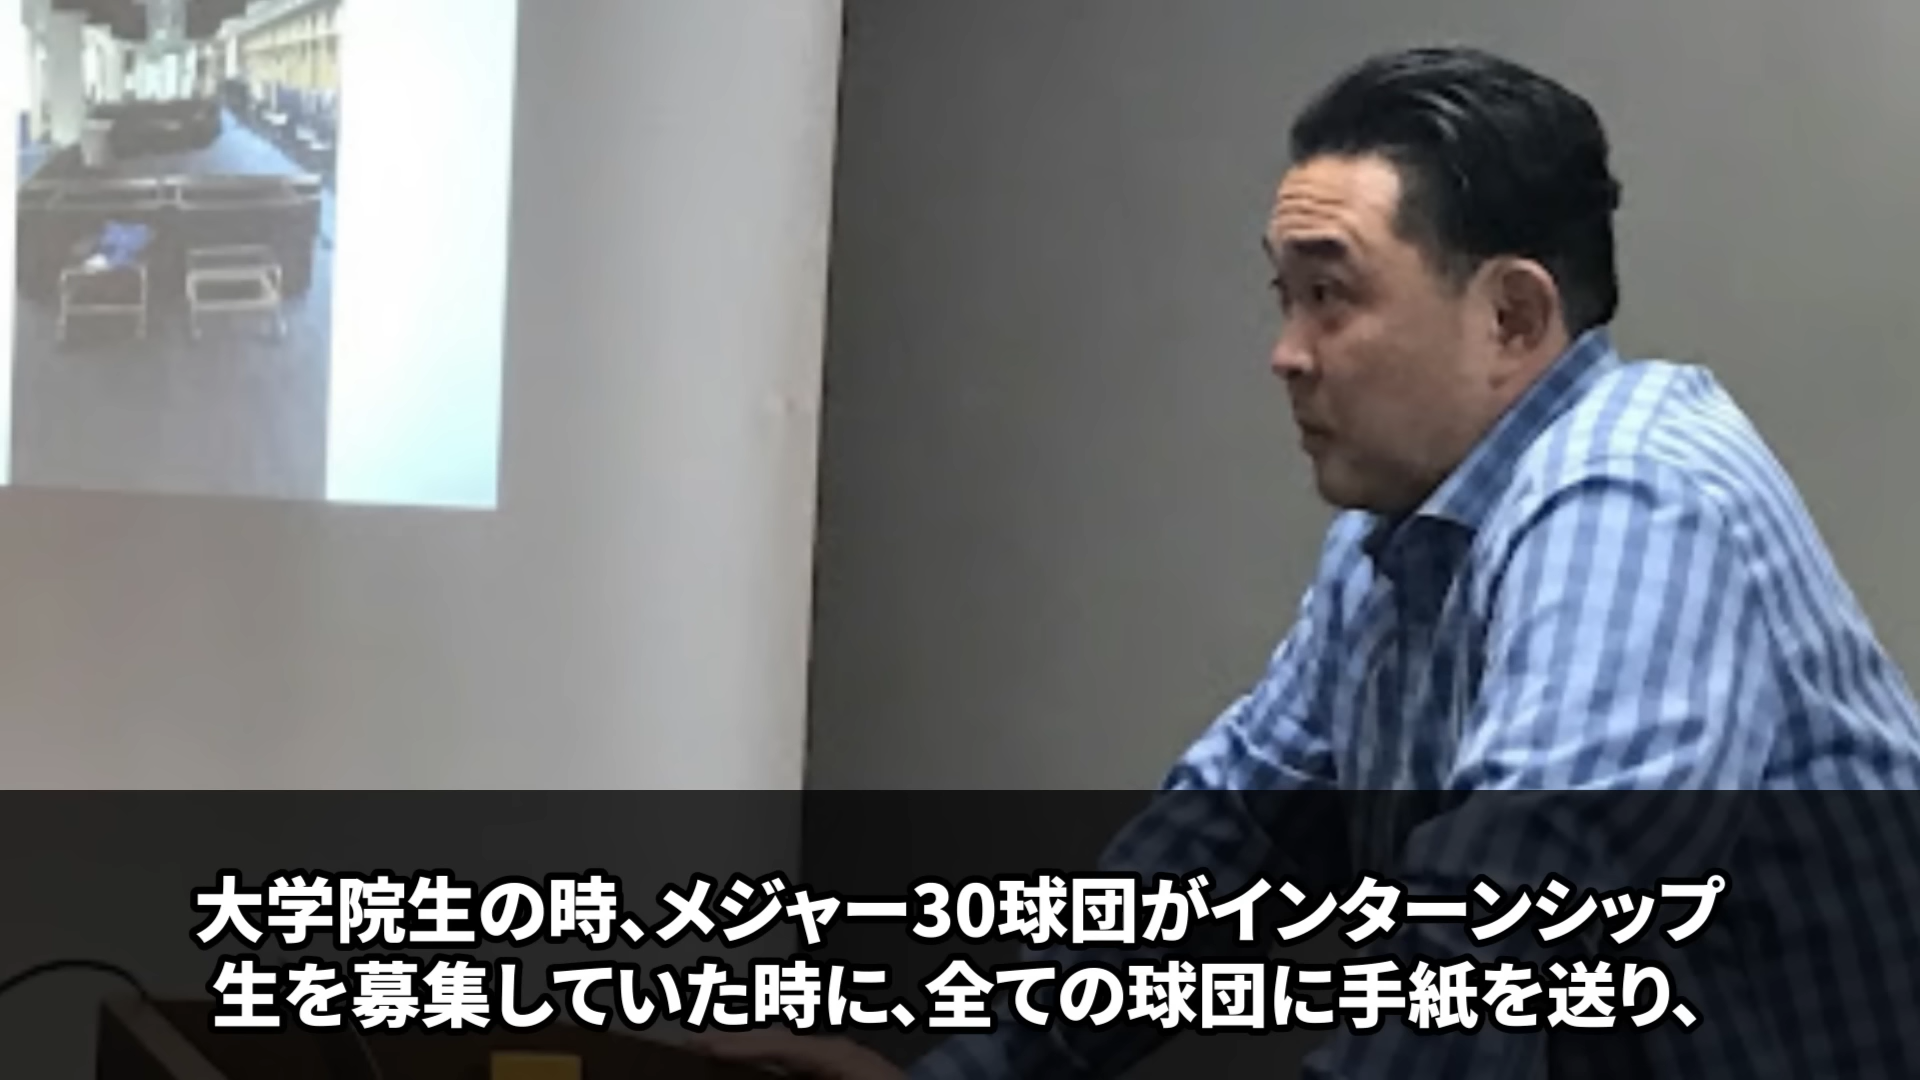 大学院生の時、メジャー30球団がインターンシップ
生を募集していた時に、全ての球団に手紙を送り、